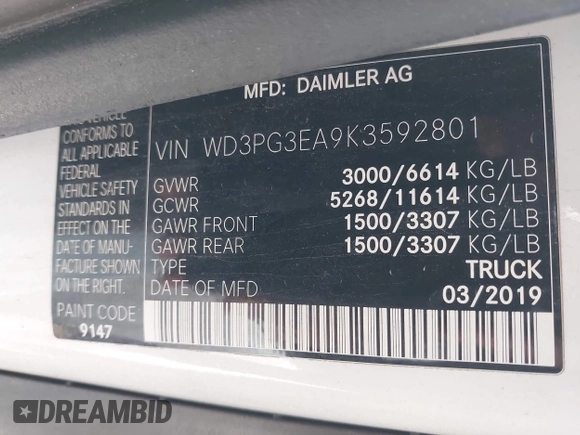 MFD: DAIMLER AG
VEHICLE
CONFORMS TO
ALL APPLICABLE
FEDERAL
VEHICLE SAFETY
STANDARDS IN
EFFECT ON THE
DATE OF MANU-
FACTURE SHOWN
ON THE RIGHT.
PAINT CODE
9147
VIN WD3PG3EA9K3592801
GVWR 3000/6614 KG/LB
GCWR 5268/11614 KG/LB
GAWR FRONT 1500/3307 KG/LB
GAWR REAR 1500/3307 KG/LB
TYPE TRUCK
DATE OF MFD 03/2019
DREAMBID